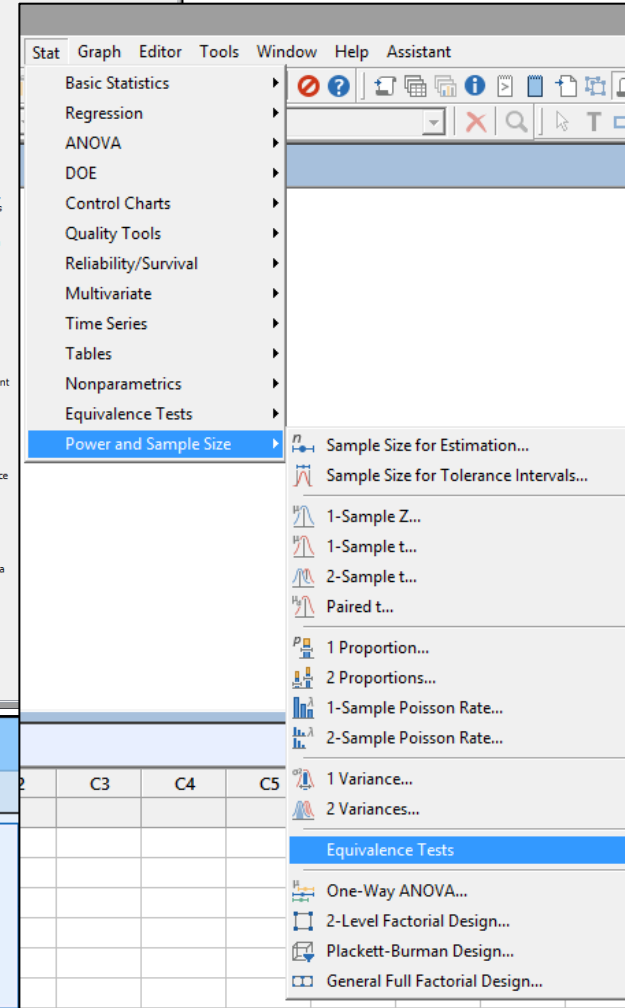 Stat Graph Editor Tools Window Help Assistant
Basic Statistics
Regression
ANOVA
DOE
Control Charts
Quality Tools
Reliability/Survival
Multivariate
Time Series
Tables
Nonparametrics
Equivalence Tests
Power and Sample Size
Sample Size for Estimation...
Sample Size for Tolerance Intervals...
1-Sample Z...
1-Sample t...
2-Sample t...
Paired t...
1 Proportion...
2 Proportions...
1-Sample Poisson Rate...
2-Sample Poisson Rate...
1 Variance...
2 Variances...
Equivalence Tests
One-Way ANOVA...
2-Level Factorial Design...
Plackett-Burman Design...
General Full Factorial Design...
C3 C4 C5